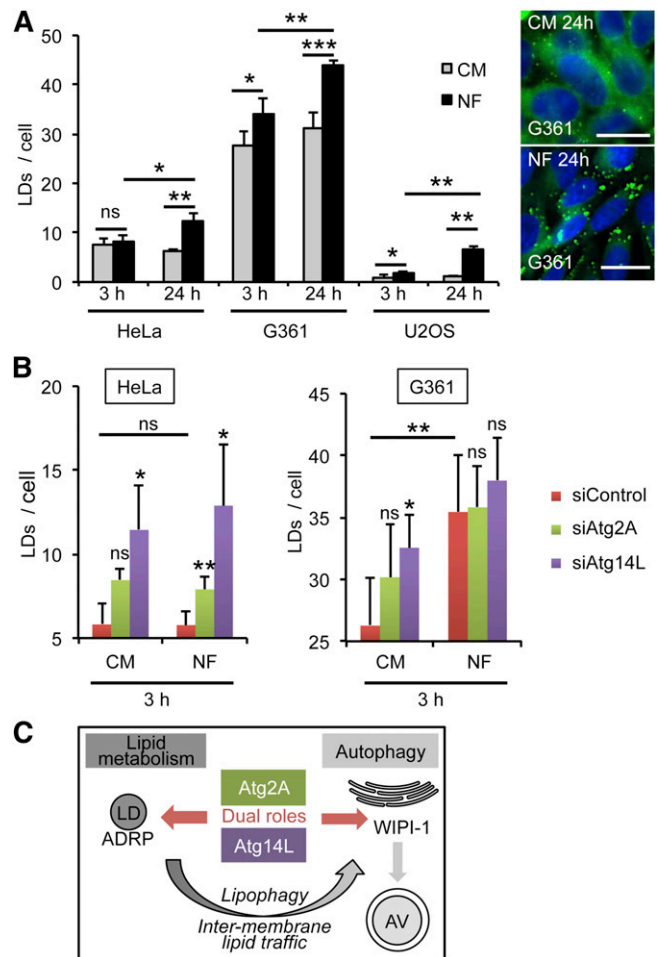 A
LDs / cell
50
40
30
20
10
0
ns
*
**
*
**
***
*
**
**
CM
NF
3 h
24 h
3 h
24 h
3 h
24 h
HeLa
G361
U2OS
CM 24h
G361
NF 24h
G361
B
HeLa
LDs / cell
20
15
10
5
ns
ns
*
**
*
CM
NF
3 h
G361
LDs / cell
45
40
35
30
25
**
ns
*
ns
ns
CM
NF
3 h
siControl
siAtg2A
siAtg14L
C
Lipid
metabolism
Autophagy
Atg2A
Dual roles
Atg14L
LD
ADRP
WIPI-1
Lipophagy
Inter-membrane
lipid traffic
AV